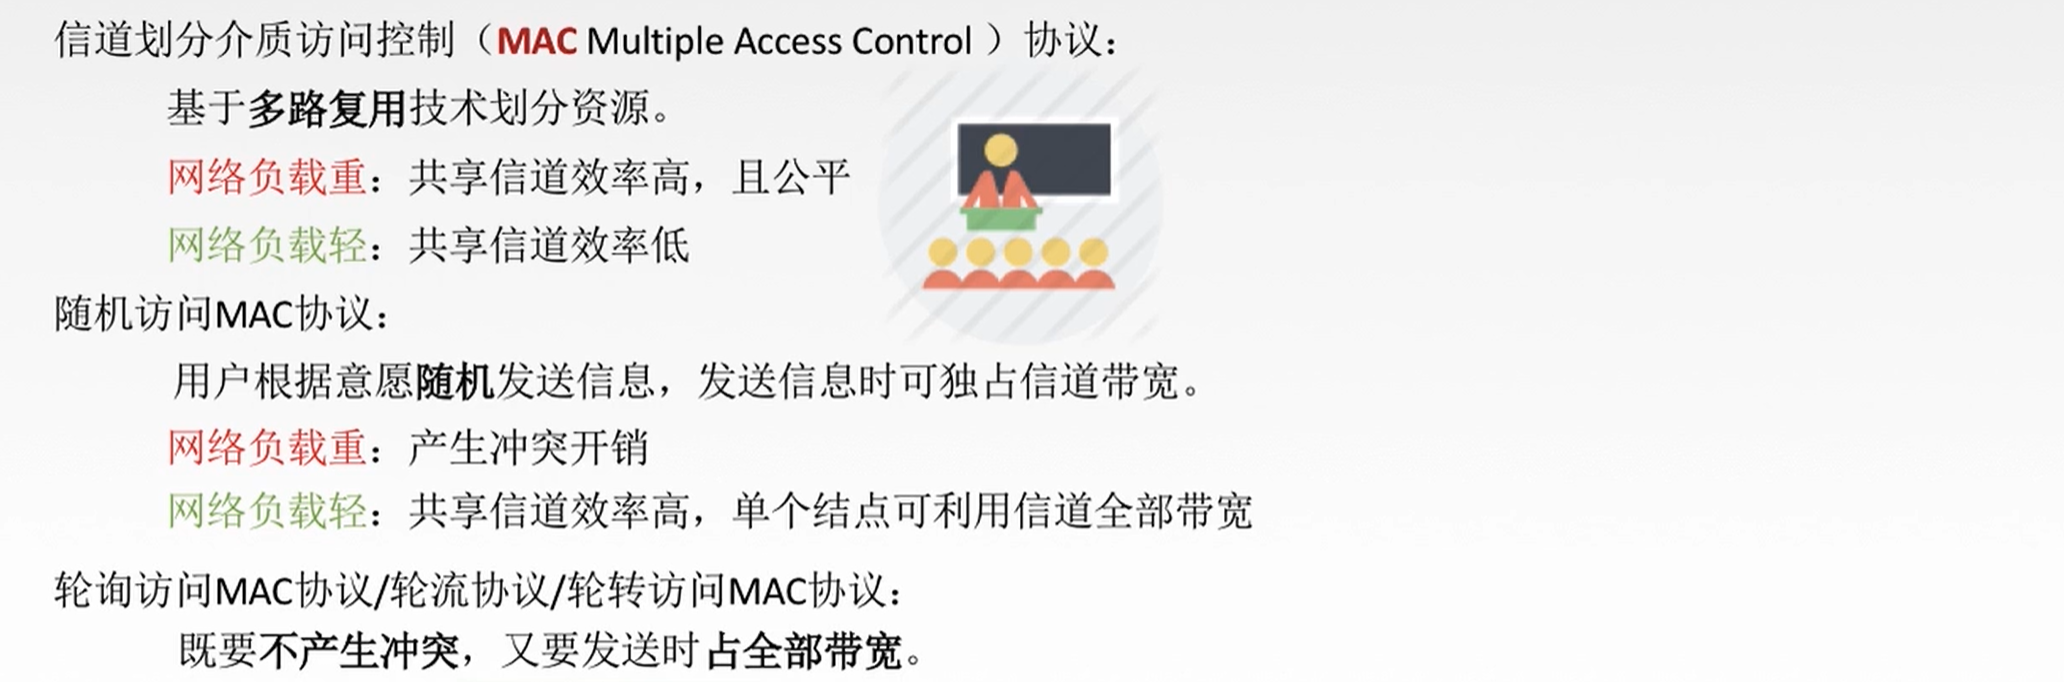 信道划分介质访问控制（MAC Multiple Access Control ）协议：
基于多路复用技术划分资源。
网络负载重：共享信道效率高，且公平
网络负载轻：共享信道效率低
随机访问MAC协议：
用户根据意愿随机发送信息，发送信息时可独占信道带宽。
网络负载重：产生冲突开销
网络负载轻：共享信道效率高，单个结点可利用信道全部带宽
轮询访问MAC协议/轮流协议/轮转访问MAC协议：
既要不产生冲突，又要发送时占全部带宽。